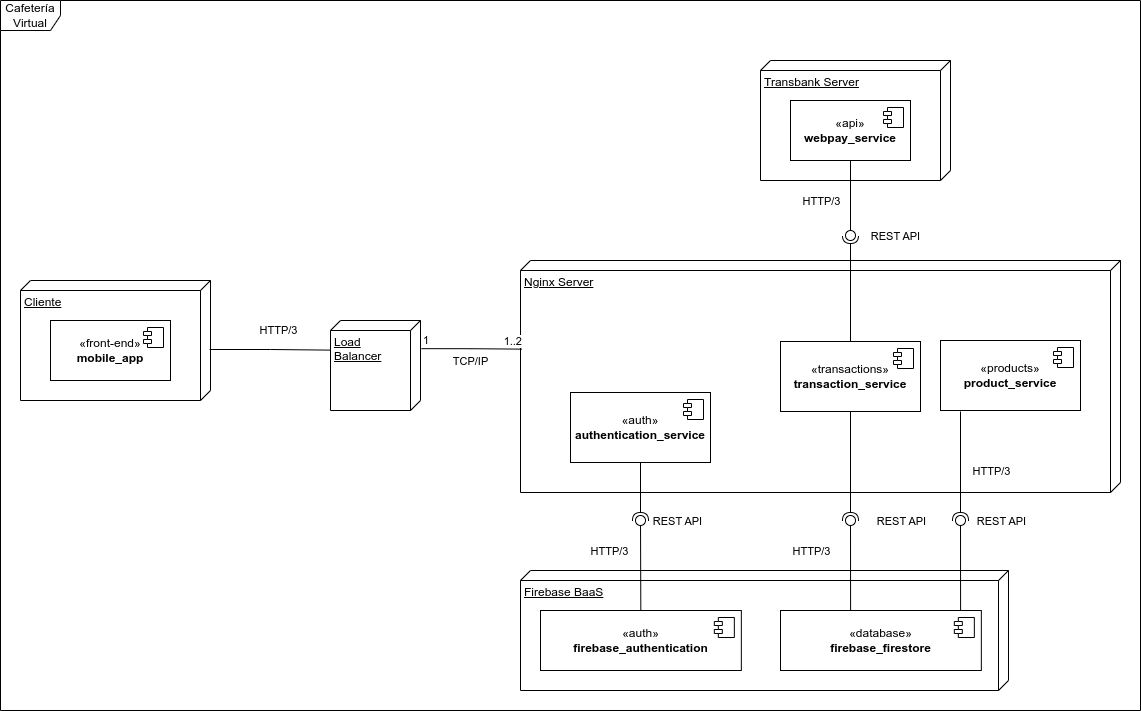 Cafetería
Virtual
Transbank Server
«api»
webpay_service
HTTP/3
REST API
Nginx Server
Cliente
«front-end»
mobile_app
HTTP/3
Load
Balancer
1
1..2
TCP/IP
«transactions»
transaction_service
«products»
product_service
«auth»
authentication_service
HTTP/3
REST API
REST API
REST API
HTTP/3
HTTP/3
Firebase BaaS
«auth»
firebase_authentication
«database»
firebase_firestore